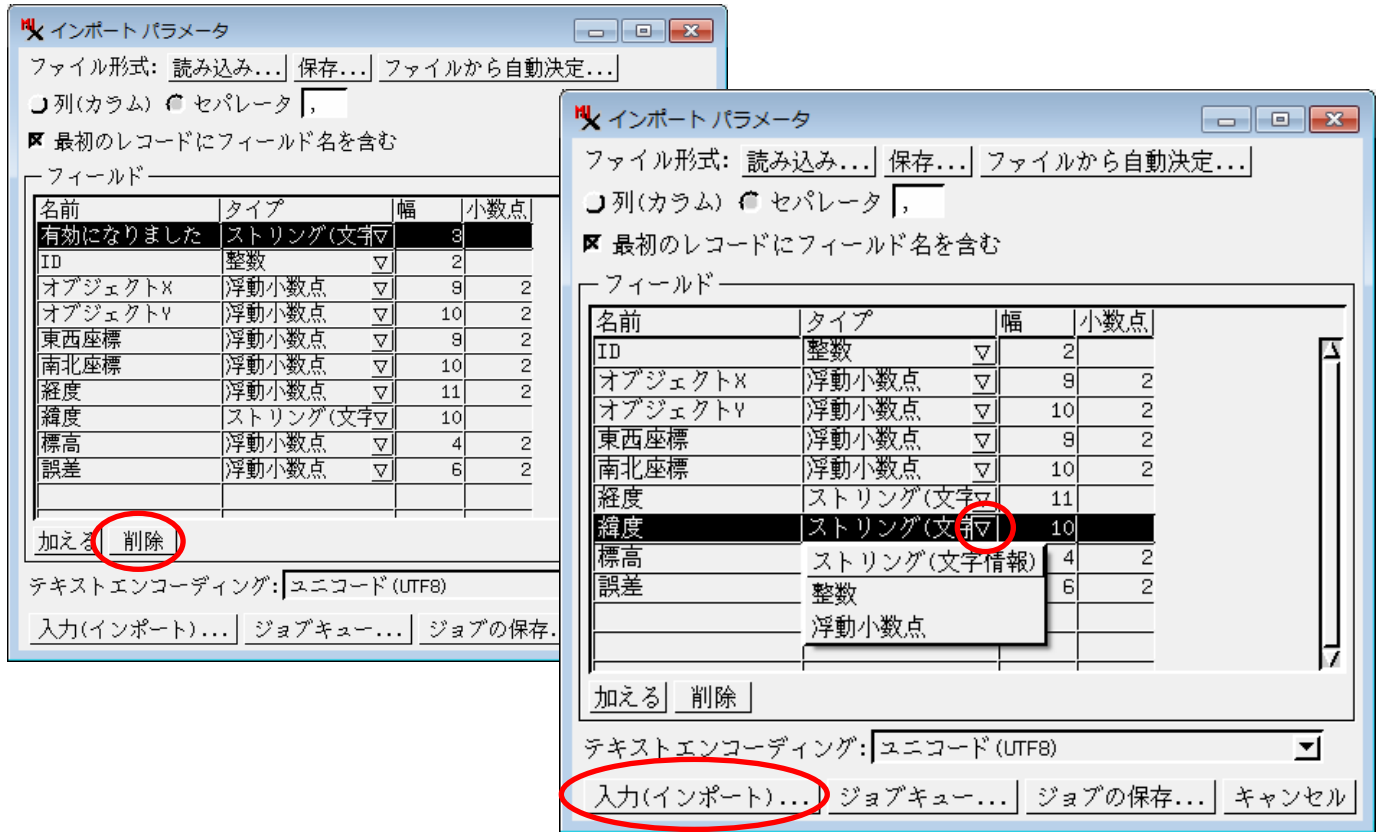 インポート パラメータ
ファイル形式: 読み込み... 保存... ファイルから自動決定...
列(カラム) セパレータ ,
最初のレコードにフィールド名を含む
フィールド
名前 タイプ 幅 小数点
有効になりました ストリング(文字 3
ID 整数 2
オブジェクトX 浮動小数点 9 2
オブジェクトY 浮動小数点 10 2
東西座標 浮動小数点 9 2
南北座標 浮動小数点 10 2
経度 浮動小数点 11 2
緯度 ストリング(文字 10
標高 浮動小数点 4 2
誤差 浮動小数点 6 2
加える 削除
テキストエンコーディング: ユニコード(UTF8)
入力(インポート)... ジョブキュー... ジョブの保存.
インポート パラメータ
ファイル形式: 読み込み... 保存... ファイルから自動決定...
列(カラム) セパレータ ,
最初のレコードにフィールド名を含む
フィールド
名前 タイプ 幅 小数点
ID 整数 2
オブジェクトX 浮動小数点 9 2
オブジェクトY 浮動小数点 10 2
東西座標 浮動小数点 9 2
南北座標 浮動小数点 10 2
経度 ストリング(文字 11
緯度 ストリング(文字 10
標高 ストリング(文字情報) 4 2
誤差 整数 6 2
浮動小数点
加える 削除
テキストエンコーディング: ユニコード(UTF8)
入力(インポート)... ジョブキュー... ジョブの保存... キャンセル